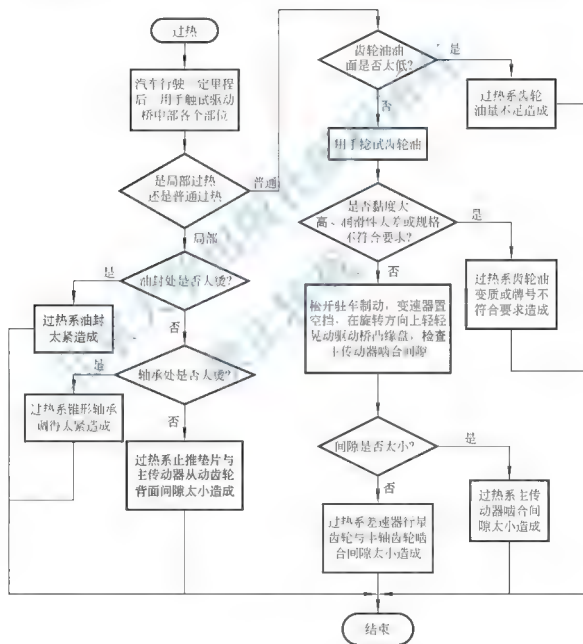 过热
汽车行驶一定里程
后，用手触试驱动
桥中部各个部位
是局部过热
还是普通过热
普通
局部
油封处是否太烫?
是
过热系油封
太紧造成
否
轴承处是否太烫?
是
过热系锥形轴承
调得太紧造成
否
过热系止推垫片与
主传动器从动齿轮
背面间隙太小造成
齿轮油油
面是否太低?
是
过热系齿轮
油量不足造成
否
用手捻试齿轮油
是否黏度太
高、润滑性太差或规格
不符合要求?
是
过热系齿轮油
变质或牌号不
符合要求造成
否
松开驻车制动，变速器置
空挡，在旋转方向上轻轻
晃动驱动桥凸缘盘，检查
主传动器啮合间隙
间隙是否太小?
是
过热系主传
动器啮合间
隙太小造成
否
过热系差速器行星
齿轮与半轴齿轮啮
合间隙太小造成
结束